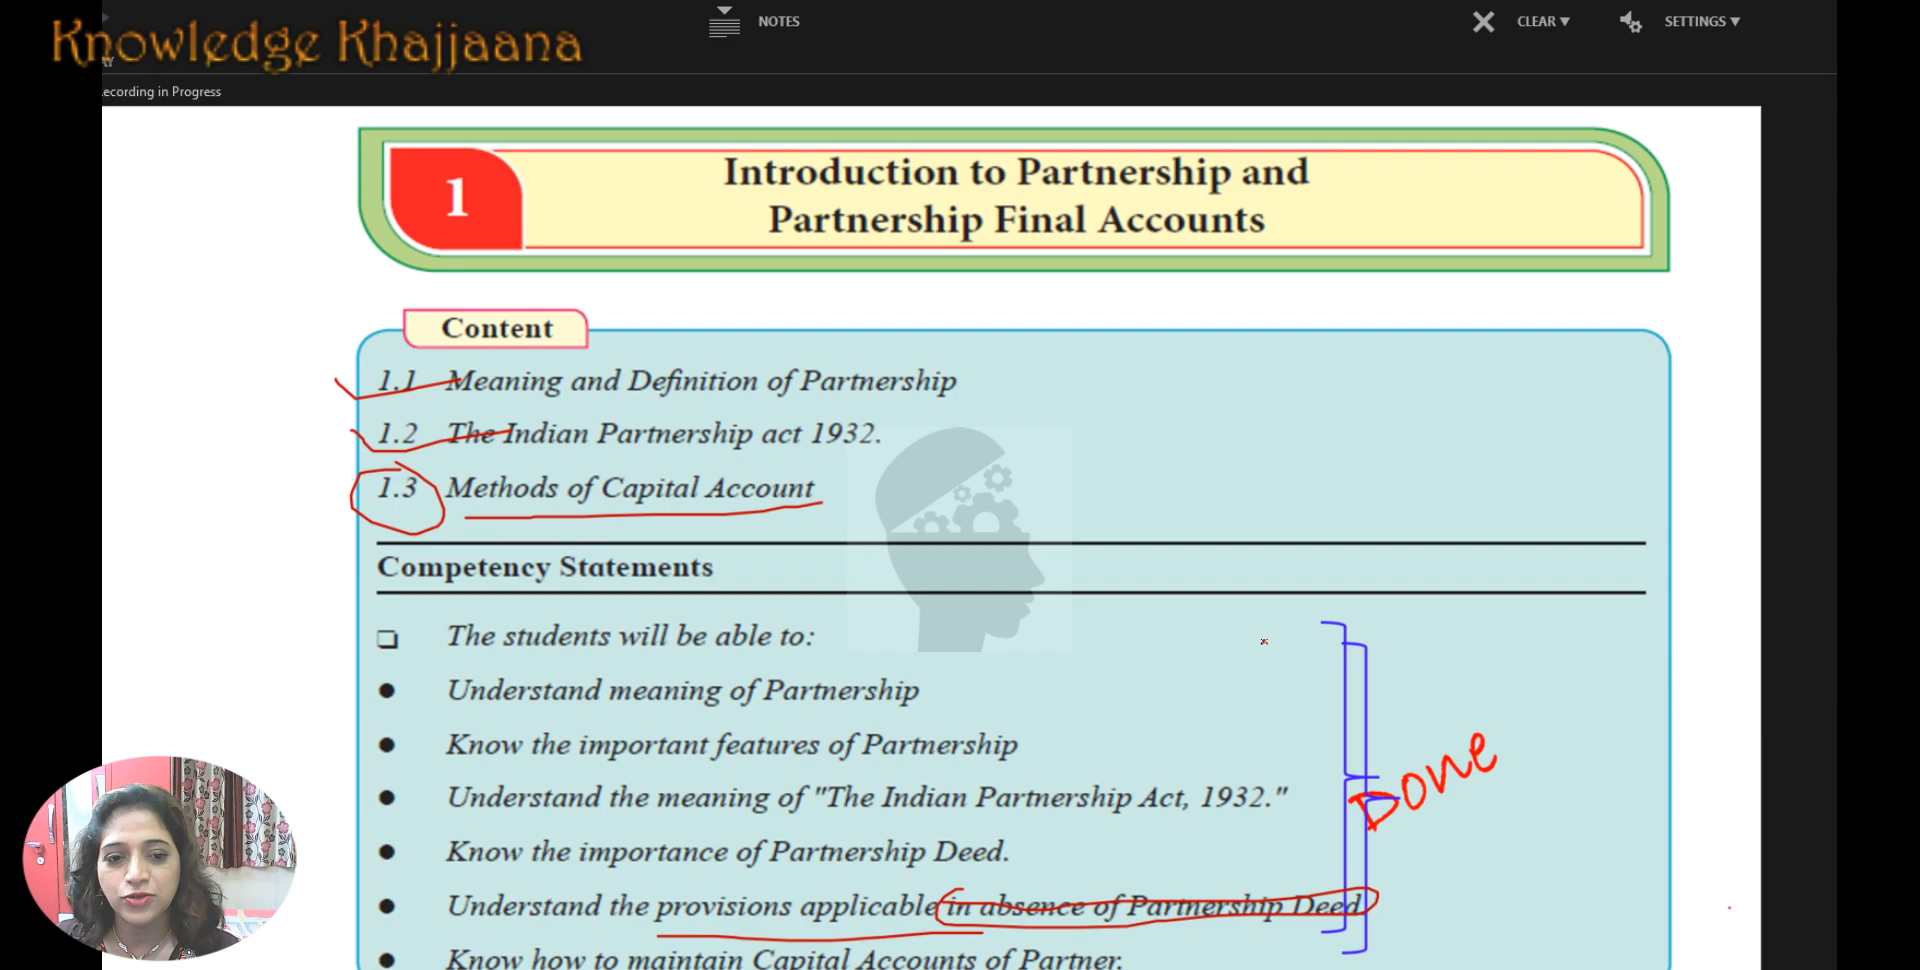 Knowledge Khajjaana
NOTES
CLEAR
SETTINGS
AY
ecording in Progress
1
Introduction to Partnership and
Partnership Final Accounts
Content
1.1 Meaning and Definition of Partnership
1.2 The Indian Partnership act 1932.
1.3 Methods of Capital Account
Competency Statements
The students will be able to:
Understand meaning of Partnership
Know the important features of Partnership
Understand the meaning of "The Indian Partnership Act, 1932."
Done
Know the importance of Partnership Deed.
Understand the provisions applicable in absence of Partnership Deed
Know how to maintain Capital Accounts of Partner.